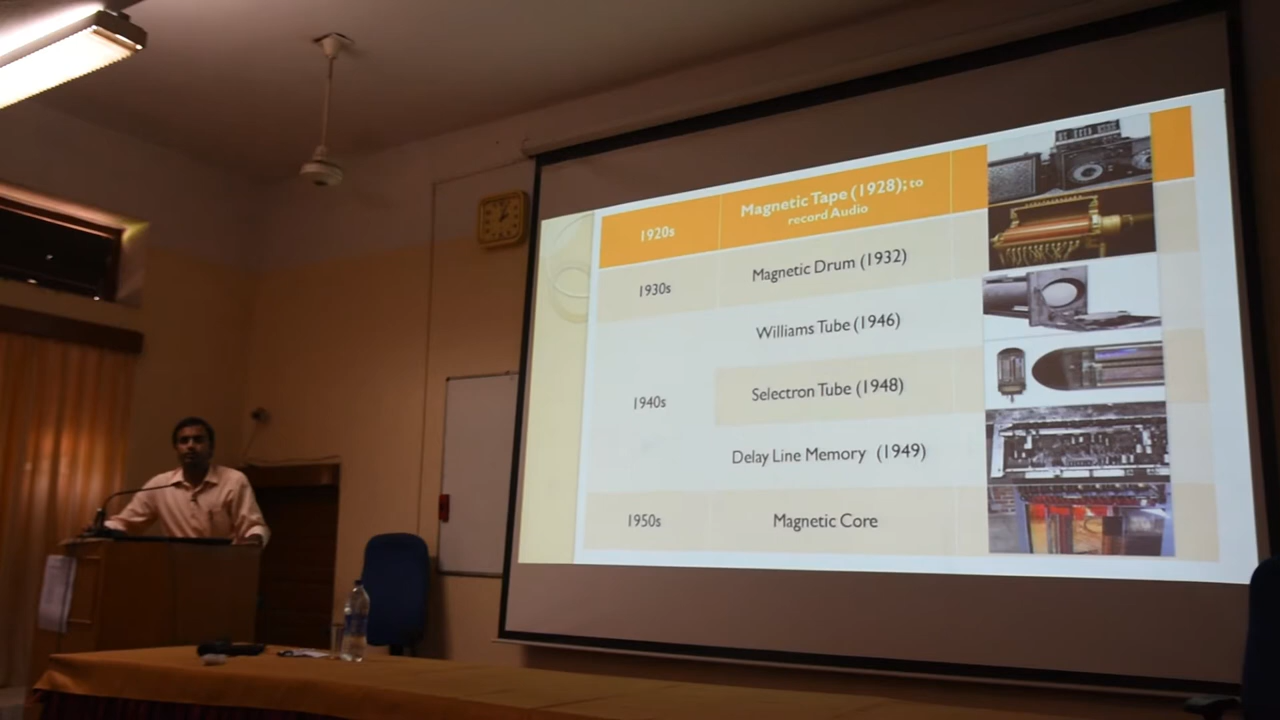 1920s
Magnetic Tape (1928); to
record Audio
1930s
Magnetic Drum (1932)
Williams Tube (1946)
1940s
Selectron Tube (1948)
Delay Line Memory (1949)
1950s
Magnetic Core